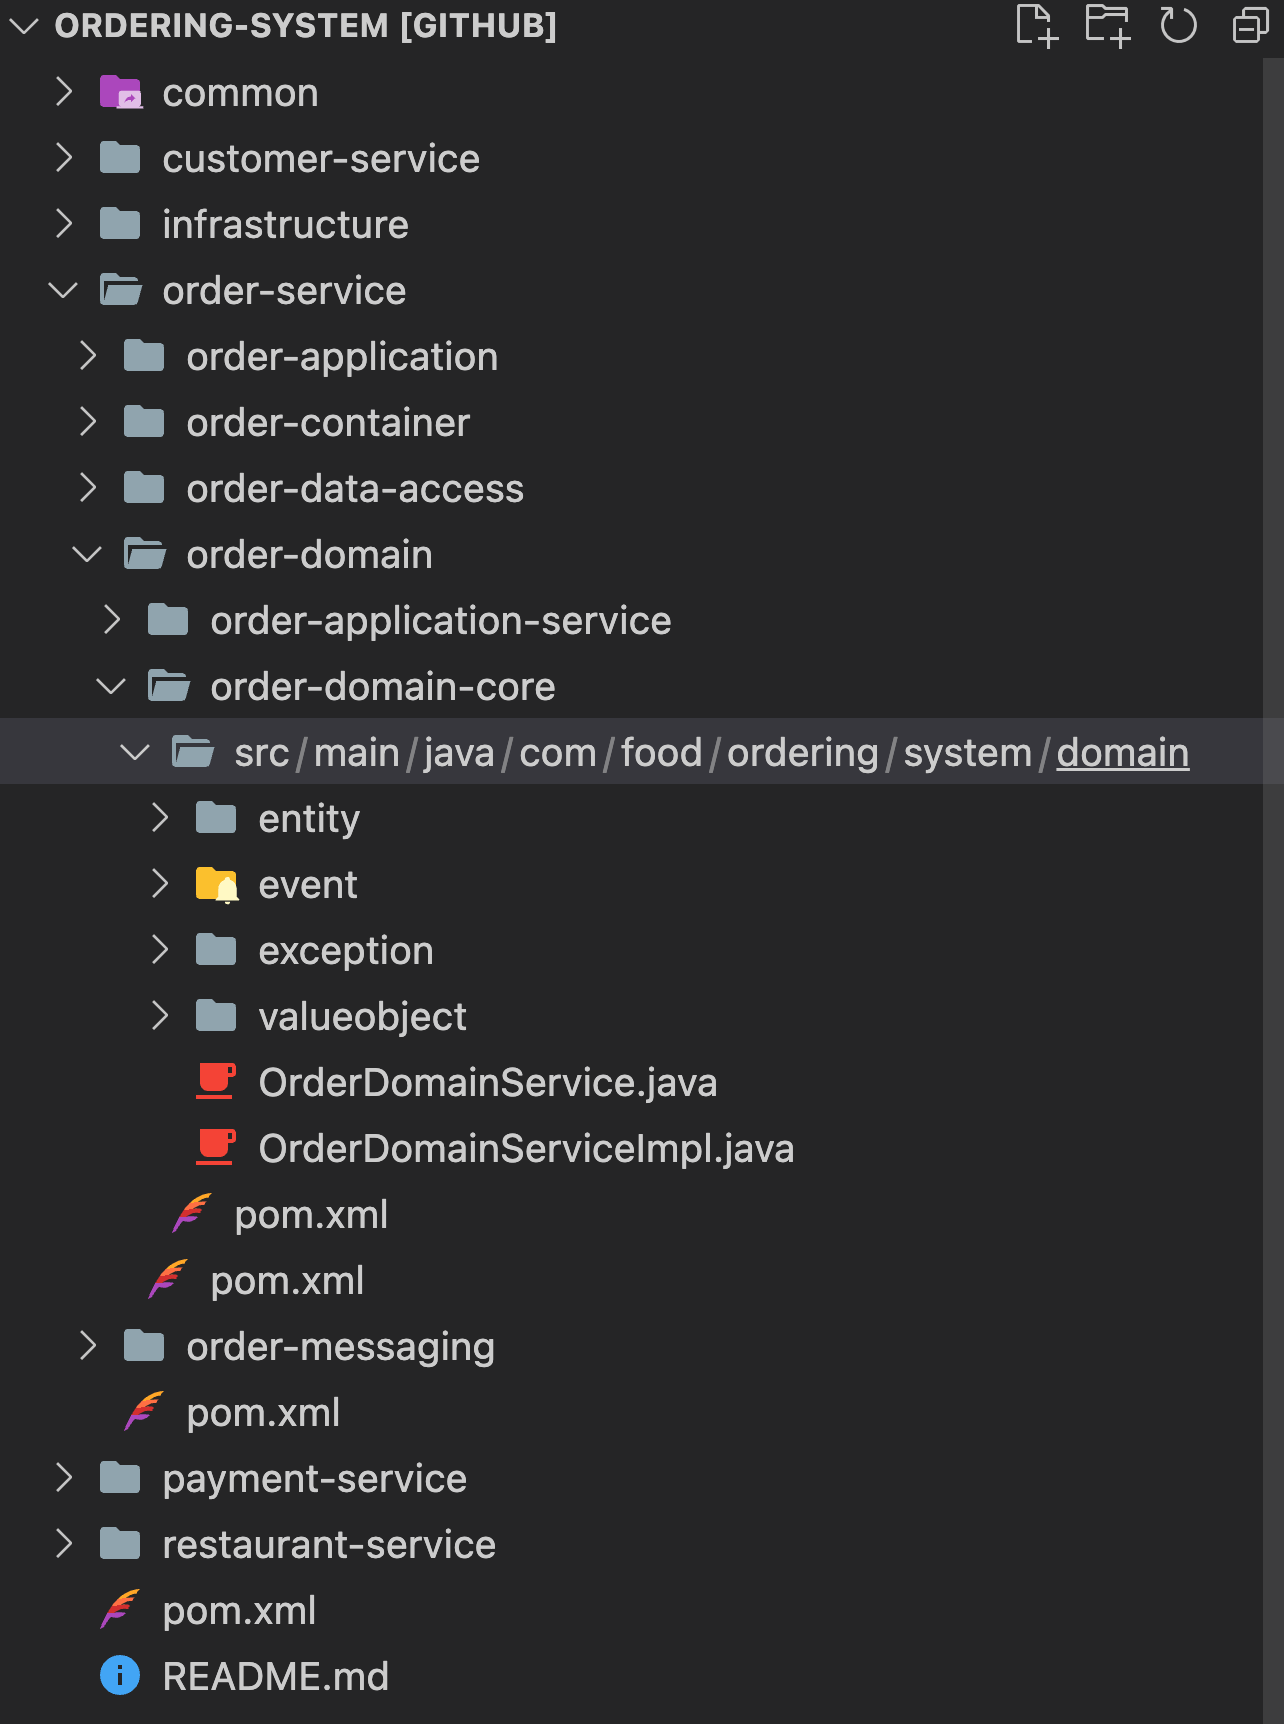 ORDERING-SYSTEM [GITHUB]
common
customer-service
infrastructure
order-service
order-application
order-container
order-data-access
order-domain
order-application-service
order-domain-core
src/main/java/com/food/ordering/system/domain
entity
event
exception
valueobject
OrderDomainService.java
OrderDomainServiceImpl.java
pom.xml
pom.xml
order-messaging
pom.xml
payment-service
restaurant-service
pom.xml
README.md